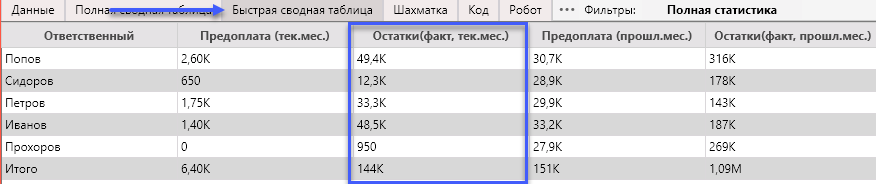 Данные Полная сводная таблица Быстрая сводная таблица Шахматка Код Робот ••• Фильтры: Полная статистика
Ответственный Предоплата (тек.мес.) Остатки(факт, тек.мес.) Предоплата (прошл.мес.) Остатки(факт, прошл.мес.)
Попов 2,60K 49,4K 30,7K 316K
Сидоров 650 12,3K 28,9K 178K
Петров 1,75K 33,3K 29,9K 143K
Иванов 1,40K 48,5K 33,2K 187K
Прохоров 0 950 27,9K 269K
Итого 6,40K 144K 151K 1,09M